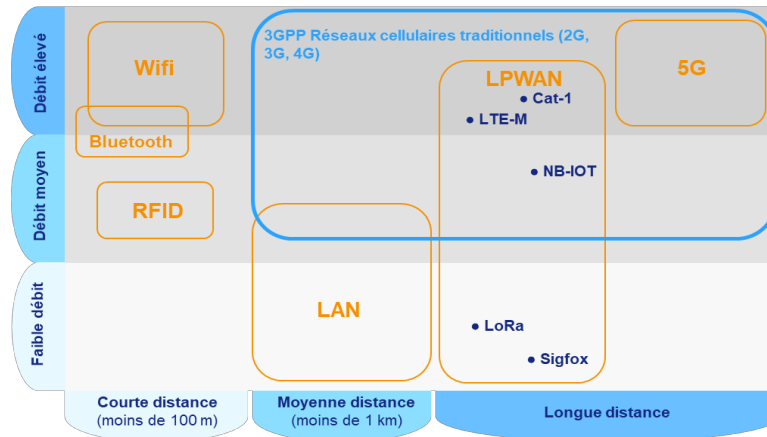 Débit élevé
Débit moyen
Faible débit
3GPP Réseaux cellulaires traditionnels (2G,
3G, 4G)
Wifi
Bluetooth
RFID
LPWAN
5G
Cat-1
LTE-M
NB-IOT
LAN
LoRa
Sigfox
Courte distance
(moins de 100 m)
Moyenne distance
(moins de 1 km)
Longue distance